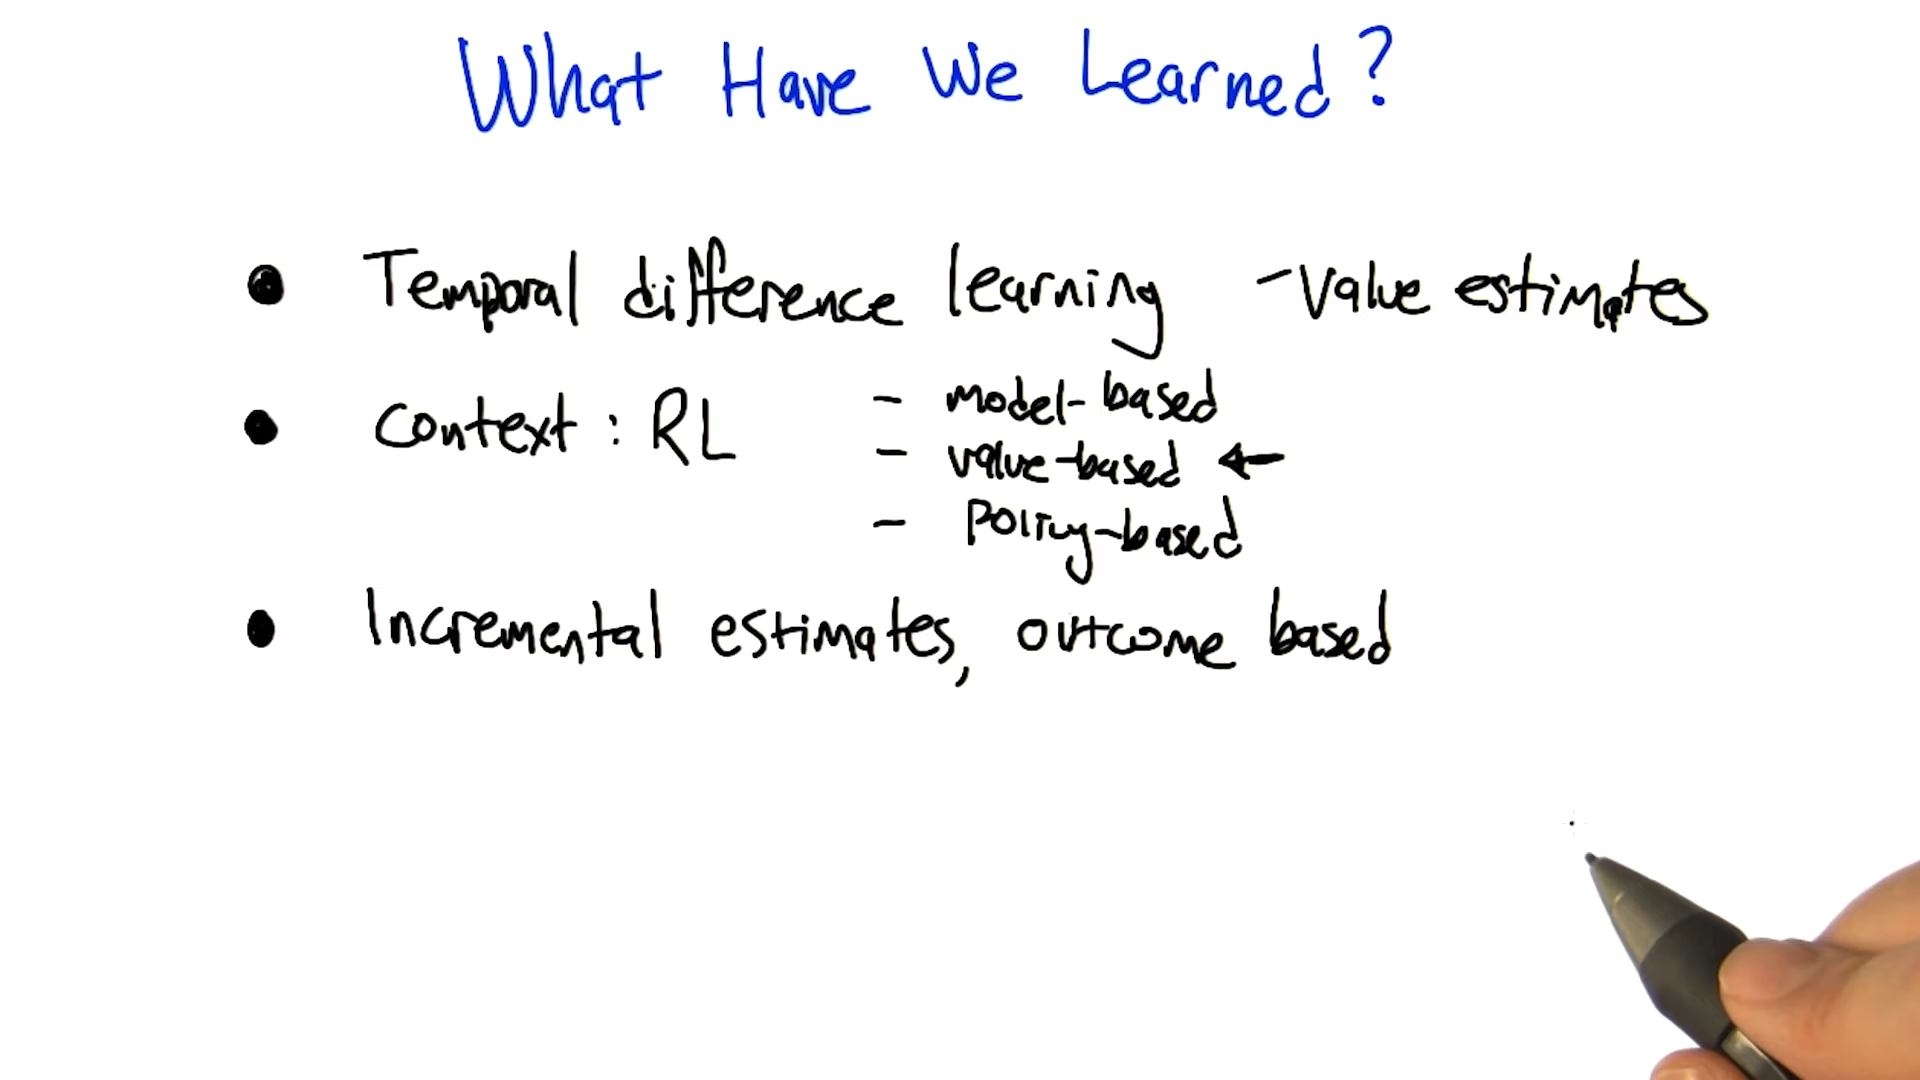 What Have We Learned?
• Temporal difference learning - Value estimates
• Context: RL - model-based
- value-based ←
- Policy-based
• Incremental estimates, outcome based